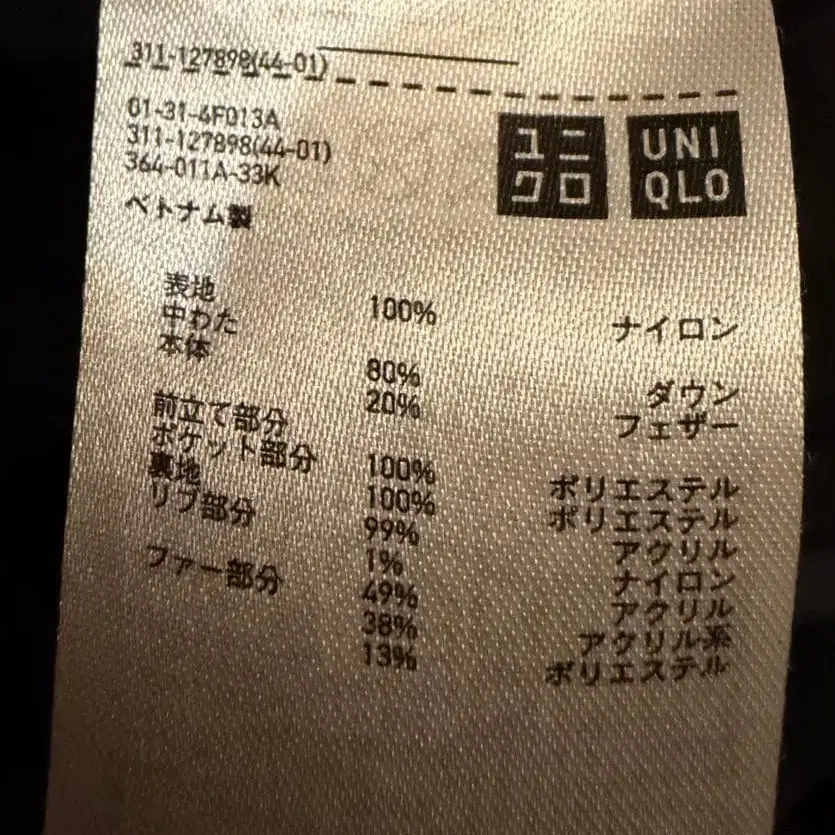 311-127898(44-01)
01-31-4F013A
311-127898(44-01)
364-011A-33K
ベトナム製
ユニクロ
UNIQLO
表地 100% ナイロン
中わた
本体 80% ダウン
20% フェザー
前立て部分
ポケット部分 100% ポリエステル
裏地 100% ポリエステル
リブ部分 99% アクリル
1% ナイロン
ファー部分 49% アクリル
38% アクリル系
13% ポリエステル